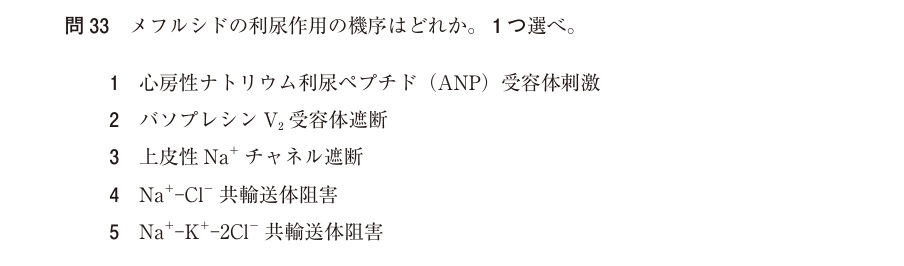 問 33　メフルシドの利尿作用の機序はどれか。1つ選べ。
1　心房性ナトリウム利尿ペプチド（ANP）受容体刺激
2　バソプレシン V₂ 受容体遮断
3　上皮性 Na⁺ チャネル遮断
4　Na⁺-Cl⁻ 共輸送体阻害
5　Na⁺-K⁺-2Cl⁻ 共輸送体阻害